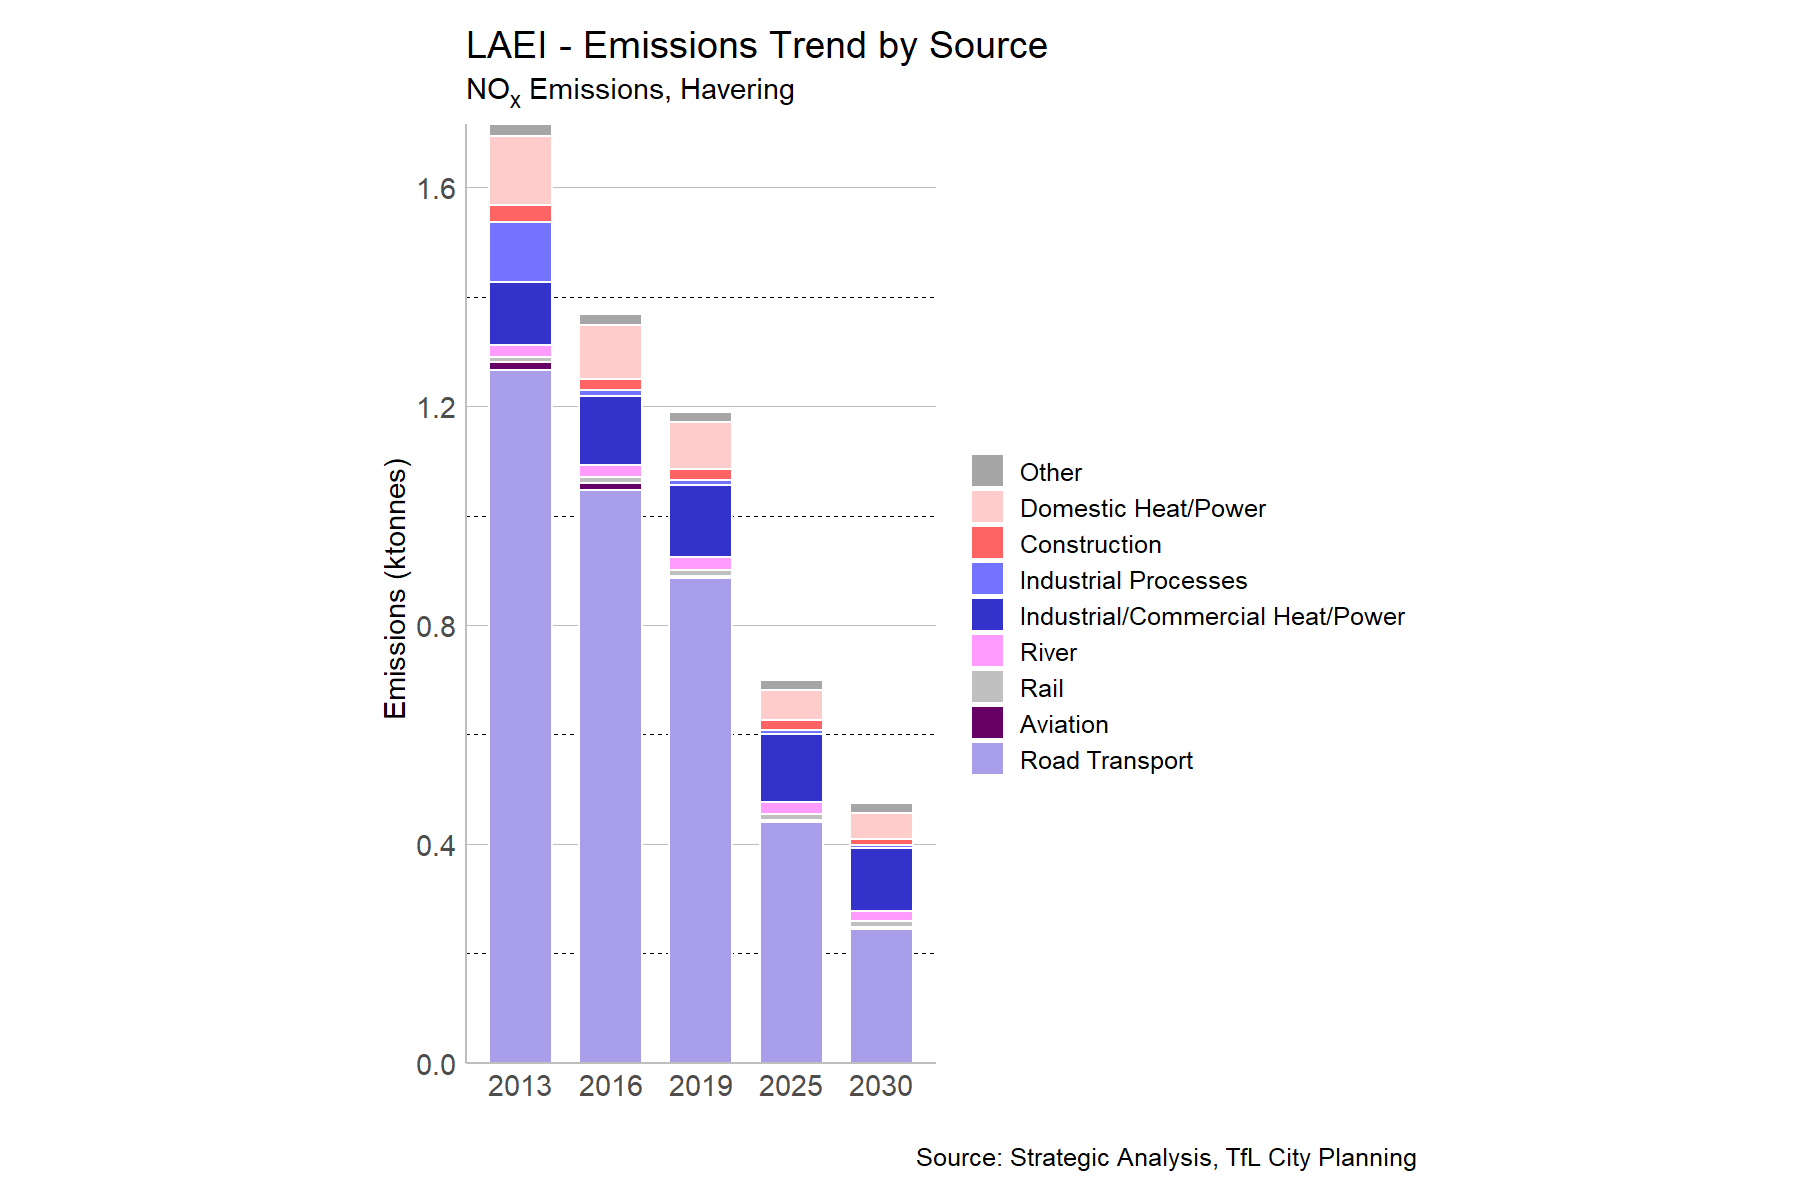 LAEI - Emissions Trend by Source
NOx Emissions, Havering
Emissions (ktonnes)
1.6
1.2
0.8
0.4
0.0
2013 2016 2019 2025 2030
Other
Domestic Heat/Power
Construction
Industrial Processes
Industrial/Commercial Heat/Power
River
Rail
Aviation
Road Transport
Source: Strategic Analysis, TfL City Planning